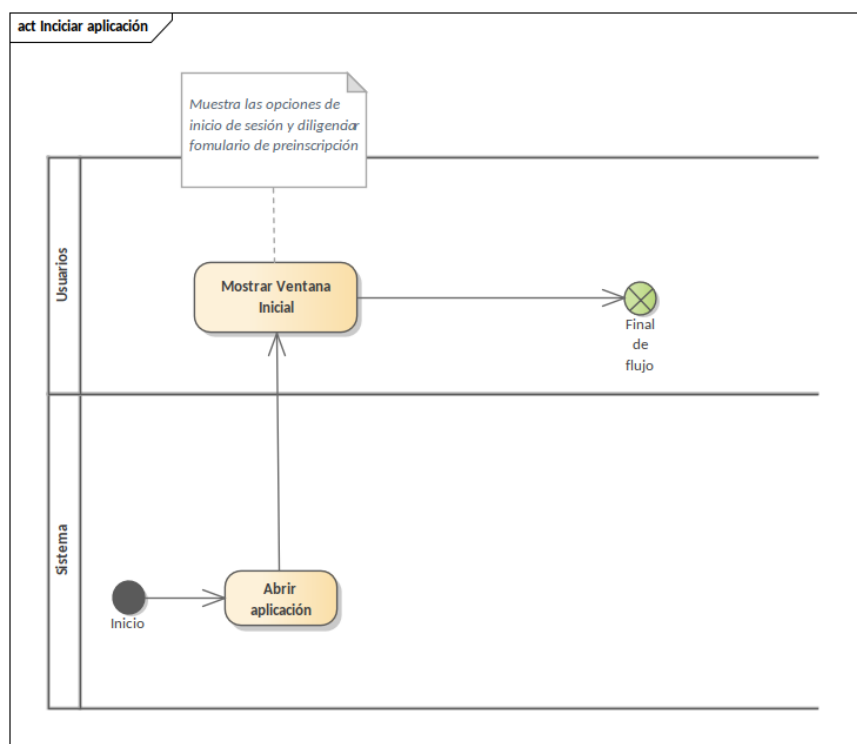 act Inciciar aplicación
Muestra las opciones de
inicio de sesión y diligenciar
fomulario de preinscripción
Usuarios
Mostrar Ventana
Inicial
Final
de
flujo
Sistema
Abrir
aplicación
Inicio